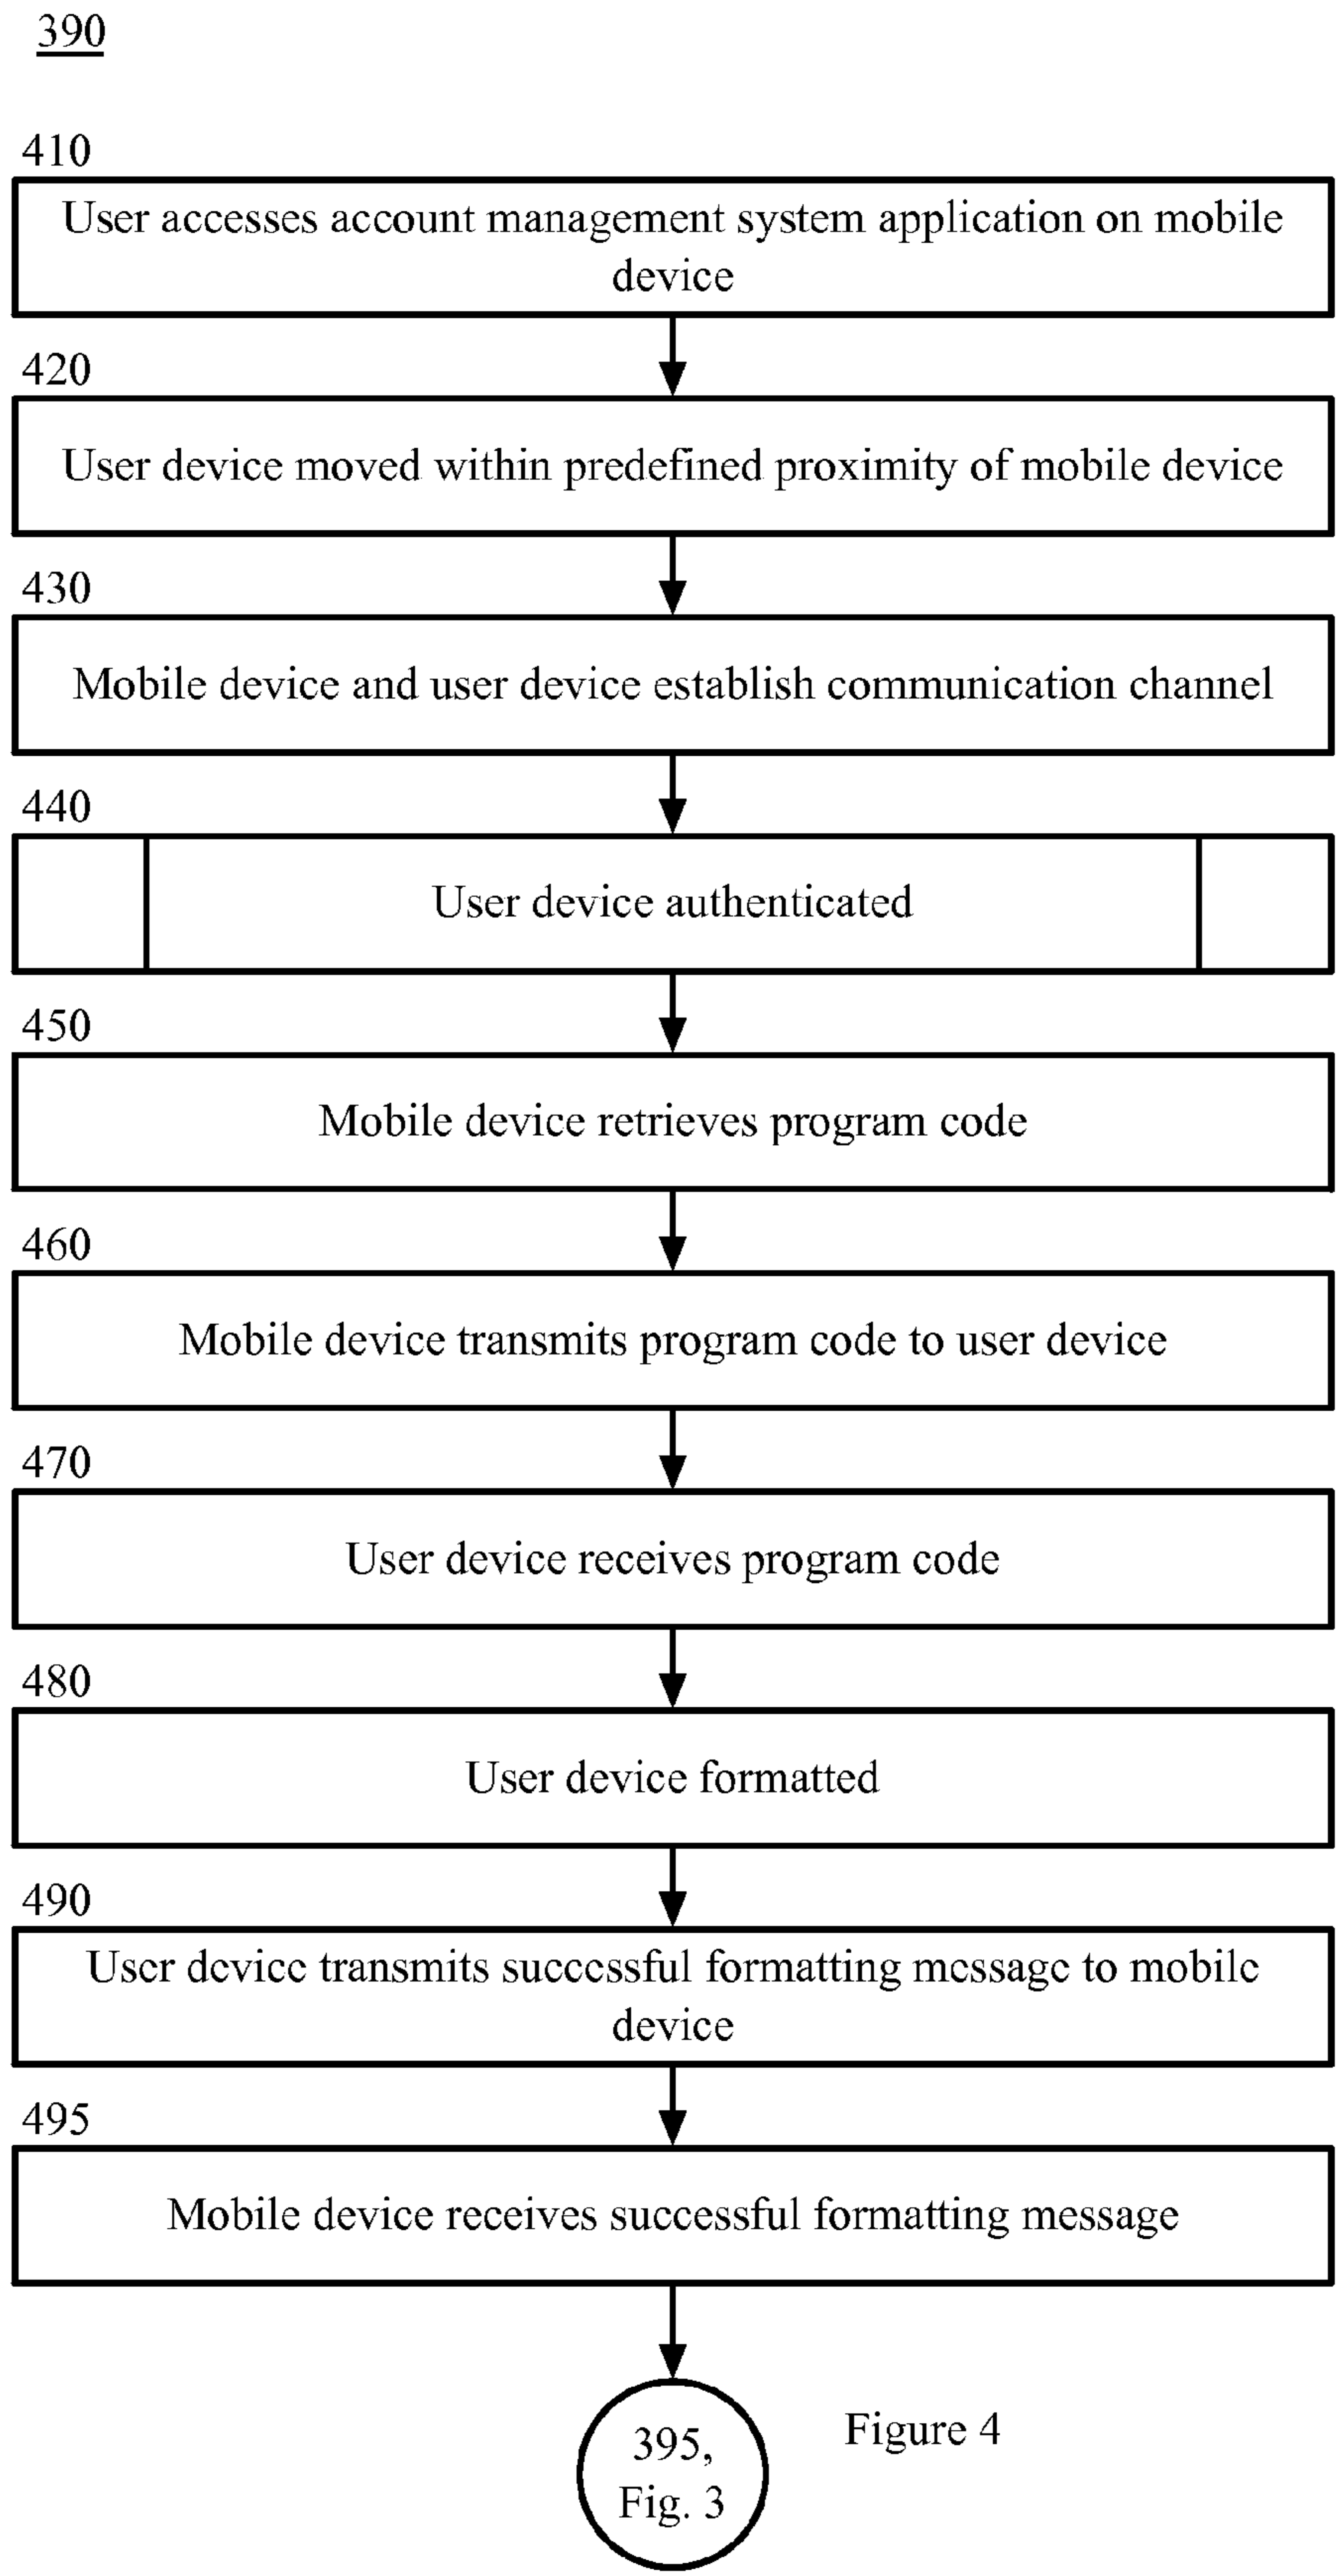 390
410
User accesses account management system application on mobile
device
420
User device moved within predefined proximity of mobile device
430
Mobile device and user device establish communication channel
440
User device authenticated
450
Mobile device retrieves program code
460
Mobile device transmits program code to user device
470
User device receives program code
480
User device formatted
490
User device transmits successful formatting message to mobile
device
495
Mobile device receives successful formatting message
395,
Fig. 3
Figure 4